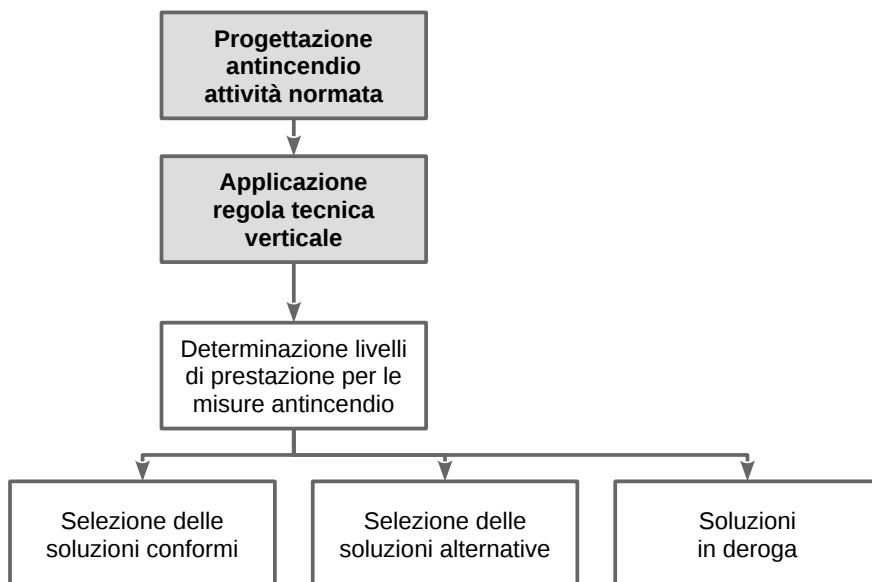 Progettazione
antincendio
attività normata
Applicazione
regola tecnica
verticale
Determinazione livelli
di prestazione per le
misure antincendio
Selezione delle
soluzioni conformi
Selezione delle
soluzioni alternative
Soluzioni
in deroga